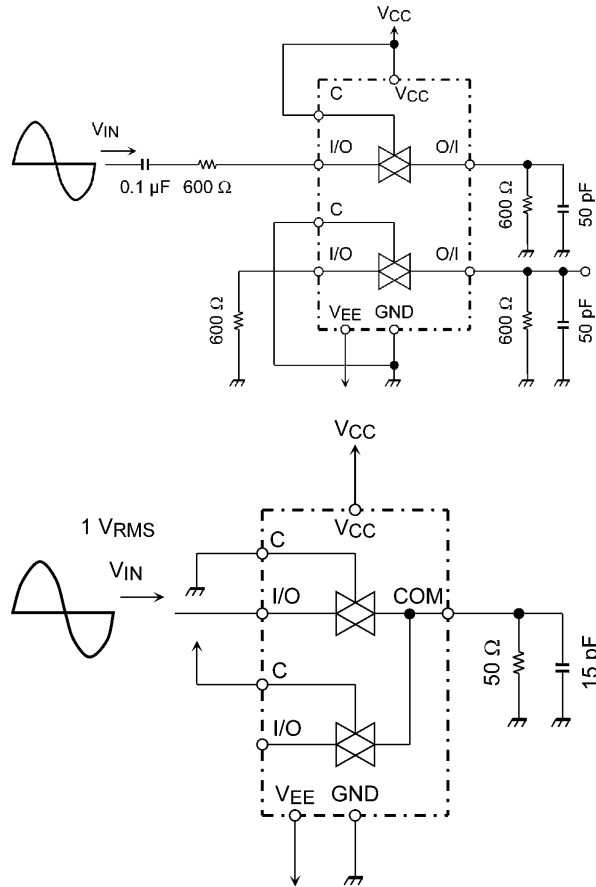 VCC
C
VCC
VIN
I/O
O/I
0.1 µF
600 Ω
600 Ω
50 pF
C
I/O
O/I
600 Ω
VEE
GND
600 Ω
50 pF
VCC
VCC
1 VRMS
C
VIN
I/O
COM
50 Ω
15 pF
C
I/O
VEE
GND